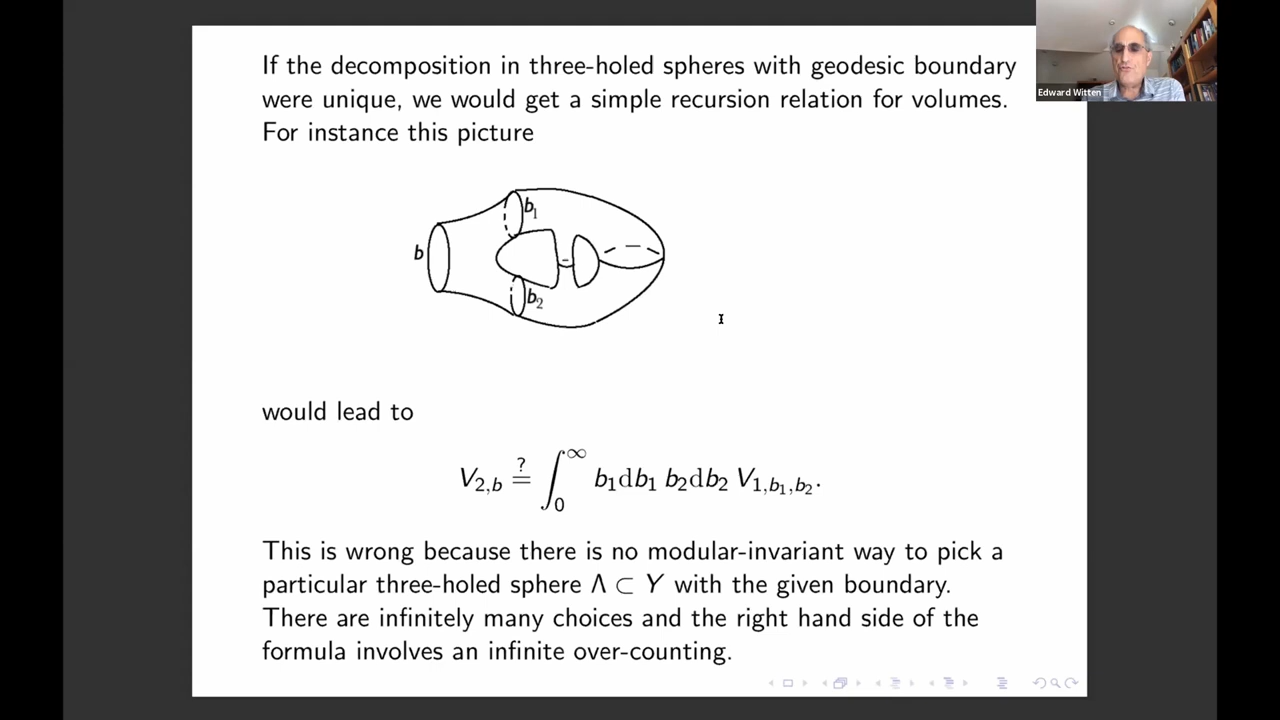 If the decomposition in three-holed spheres with geodesic boundary
were unique, we would get a simple recursion relation for volumes.
For instance this picture
b
b₁
b₂
would lead to
V₂,b ≟ ∫₀^∞ b₁db₁ b₂db₂ V₁,b₁,b₂.
This is wrong because there is no modular-invariant way to pick a
particular three-holed sphere Λ ⊂ Y with the given boundary.
There are infinitely many choices and the right hand side of the
formula involves an infinite over-counting.
Edward Witten